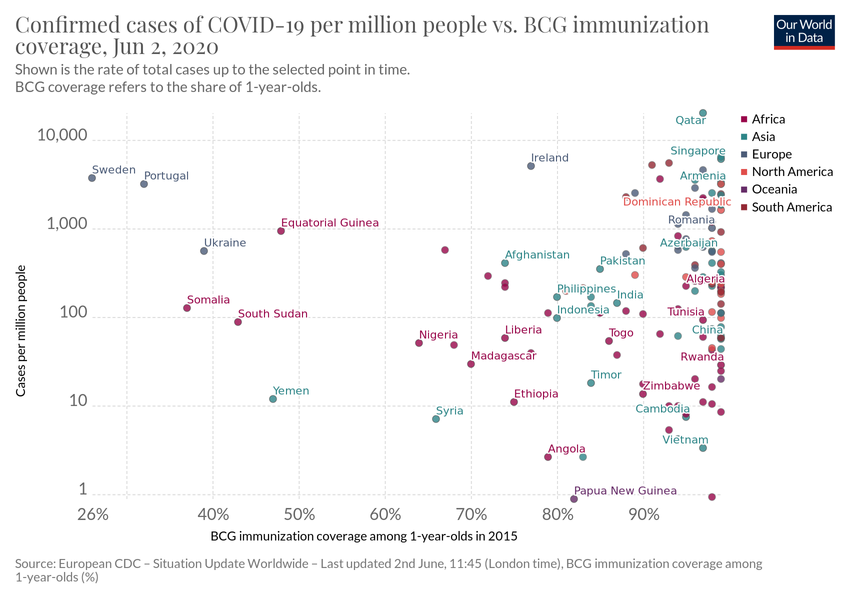 Confirmed cases of COVID-19 per million people vs. BCG immunization
coverage, Jun 2, 2020
Our World
in Data
Shown is the rate of total cases up to the selected point in time.
BCG coverage refers to the share of 1-year-olds.
Qatar
Africa
Asia
Europe
North America
Oceania
South America
10,000
Singapore
Ireland
Sweden
Portugal
Armenia
Dominican Republic
1,000
Equatorial Guinea
Romania
Ukraine
Azerbaijan
Afghanistan
Pakistan
Algeria
Philippines
India
Somalia
South Sudan
Indonesia
Tunisia
100
Nigeria
Liberia
Togo
China
Madagascar
Rwanda
Timor
Yemen
Ethiopia
Zimbabwe
10
Syria
Cambodia
Angola
Vietnam
Papua New Guinea
1
Cases per million people
26%
40%
50%
60%
70%
80%
90%
BCG immunization coverage among 1-year-olds in 2015
Source: European CDC – Situation Update Worldwide – Last updated 2nd June, 11:45 (London time), BCG immunization coverage among
1-year-olds (%)